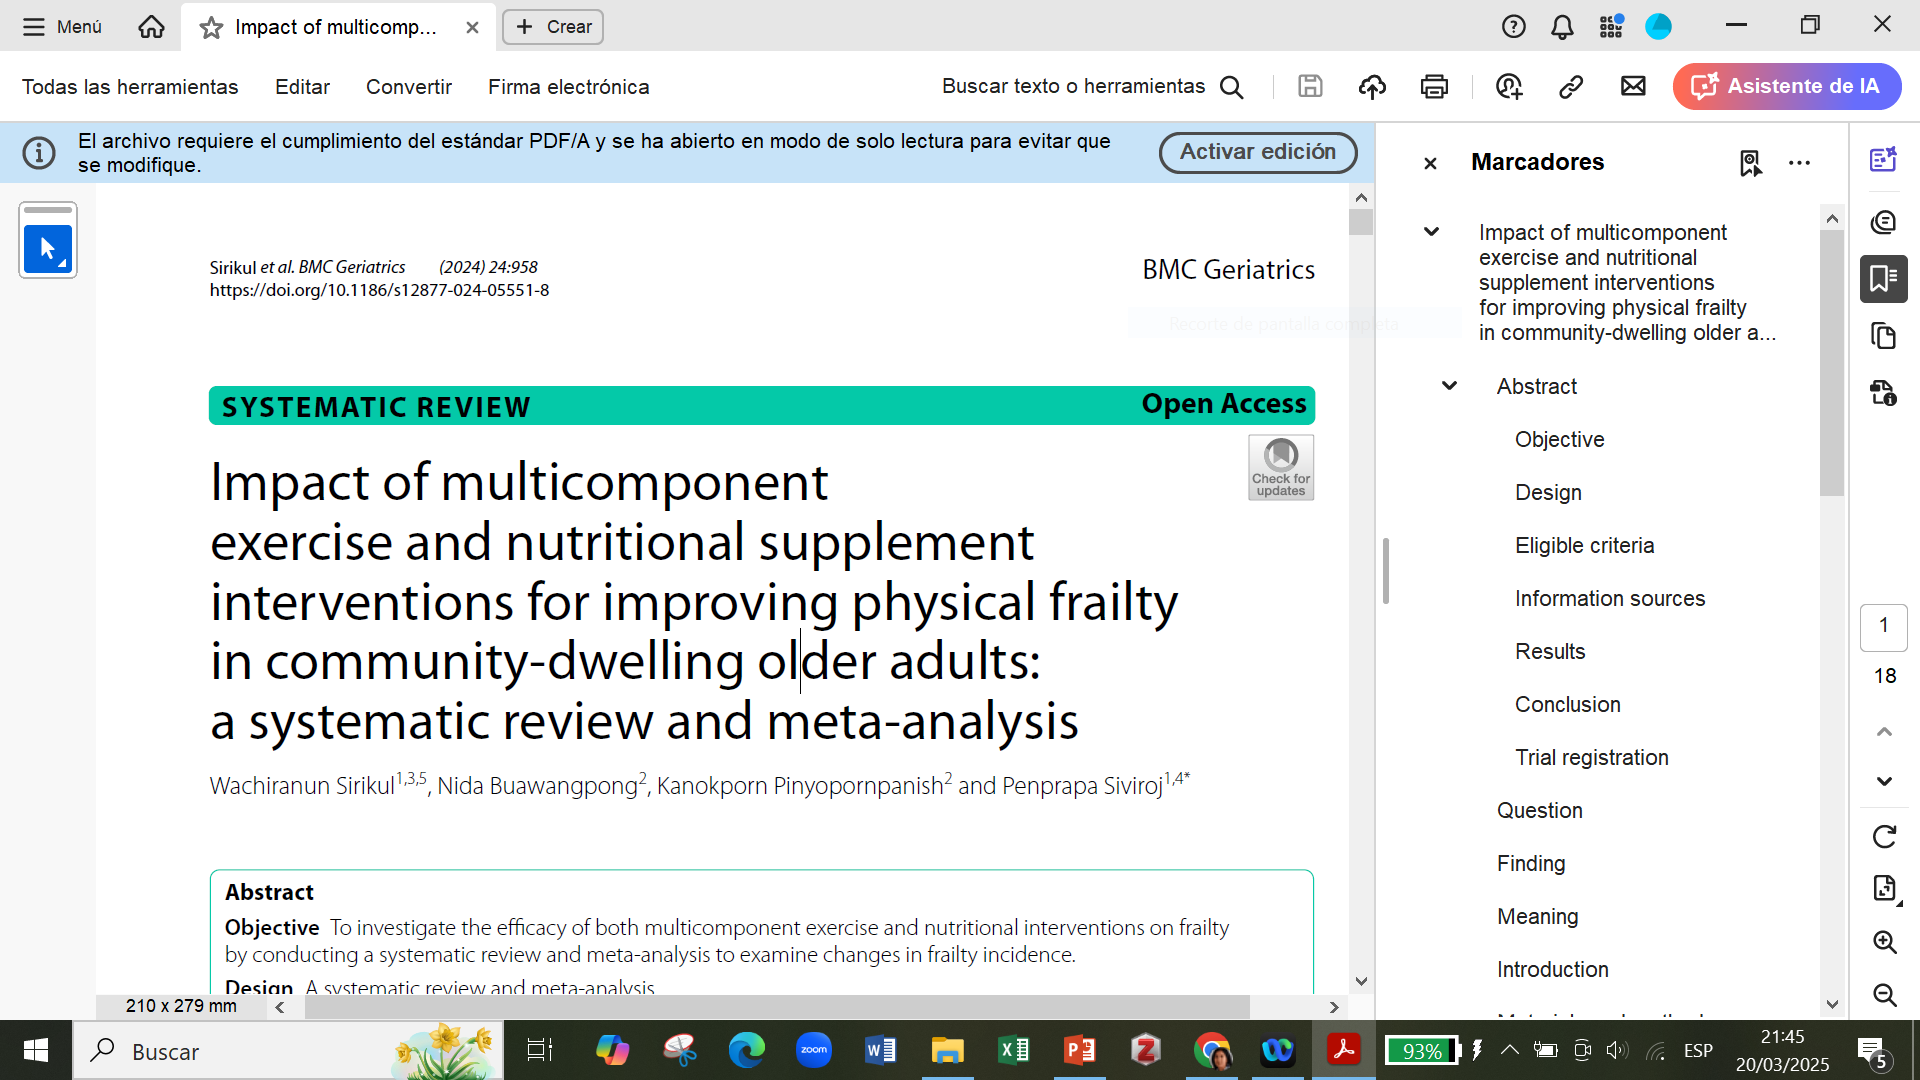 Menú
Impact of multicomp...
Crear
Todas las herramientas
Editar
Convertir
Firma electrónica
Buscar texto o herramientas
Asistente de IA
El archivo requiere el cumplimiento del estándar PDF/A y se ha abierto en modo de solo lectura para evitar que
se modifique.
Activar edición
Sirikul et al. BMC Geriatrics (2024) 24:958
https://doi.org/10.1186/s12877-024-05551-8
BMC Geriatrics
Recorte de pantalla completa
SYSTEMATIC REVIEW
Open Access
Check for
updates
Impact of multicomponent
exercise and nutritional supplement
interventions for improving physical frailty
in community-dwelling older adults:
a systematic review and meta-analysis
Wachiranun Sirikul1,3,5, Nida Buawangpong2, Kanokporn Pinyopornpanish2 and Penprapa Siviroj1,4*
Abstract
Objective To investigate the efficacy of both multicomponent exercise and nutritional interventions on frailty
by conducting a systematic review and meta-analysis to examine changes in frailty incidence.
Design A systematic review and meta-analysis
210 x 279 mm
Marcadores
Impact of multicomponent
exercise and nutritional
supplement interventions
for improving physical frailty
in community-dwelling older a...
Abstract
Objective
Design
Eligible criteria
Information sources
Results
Conclusion
Trial registration
Question
Finding
Meaning
Introduction
1
18
Buscar
zoom
93%
ESP
21:45
20/03/2025
5